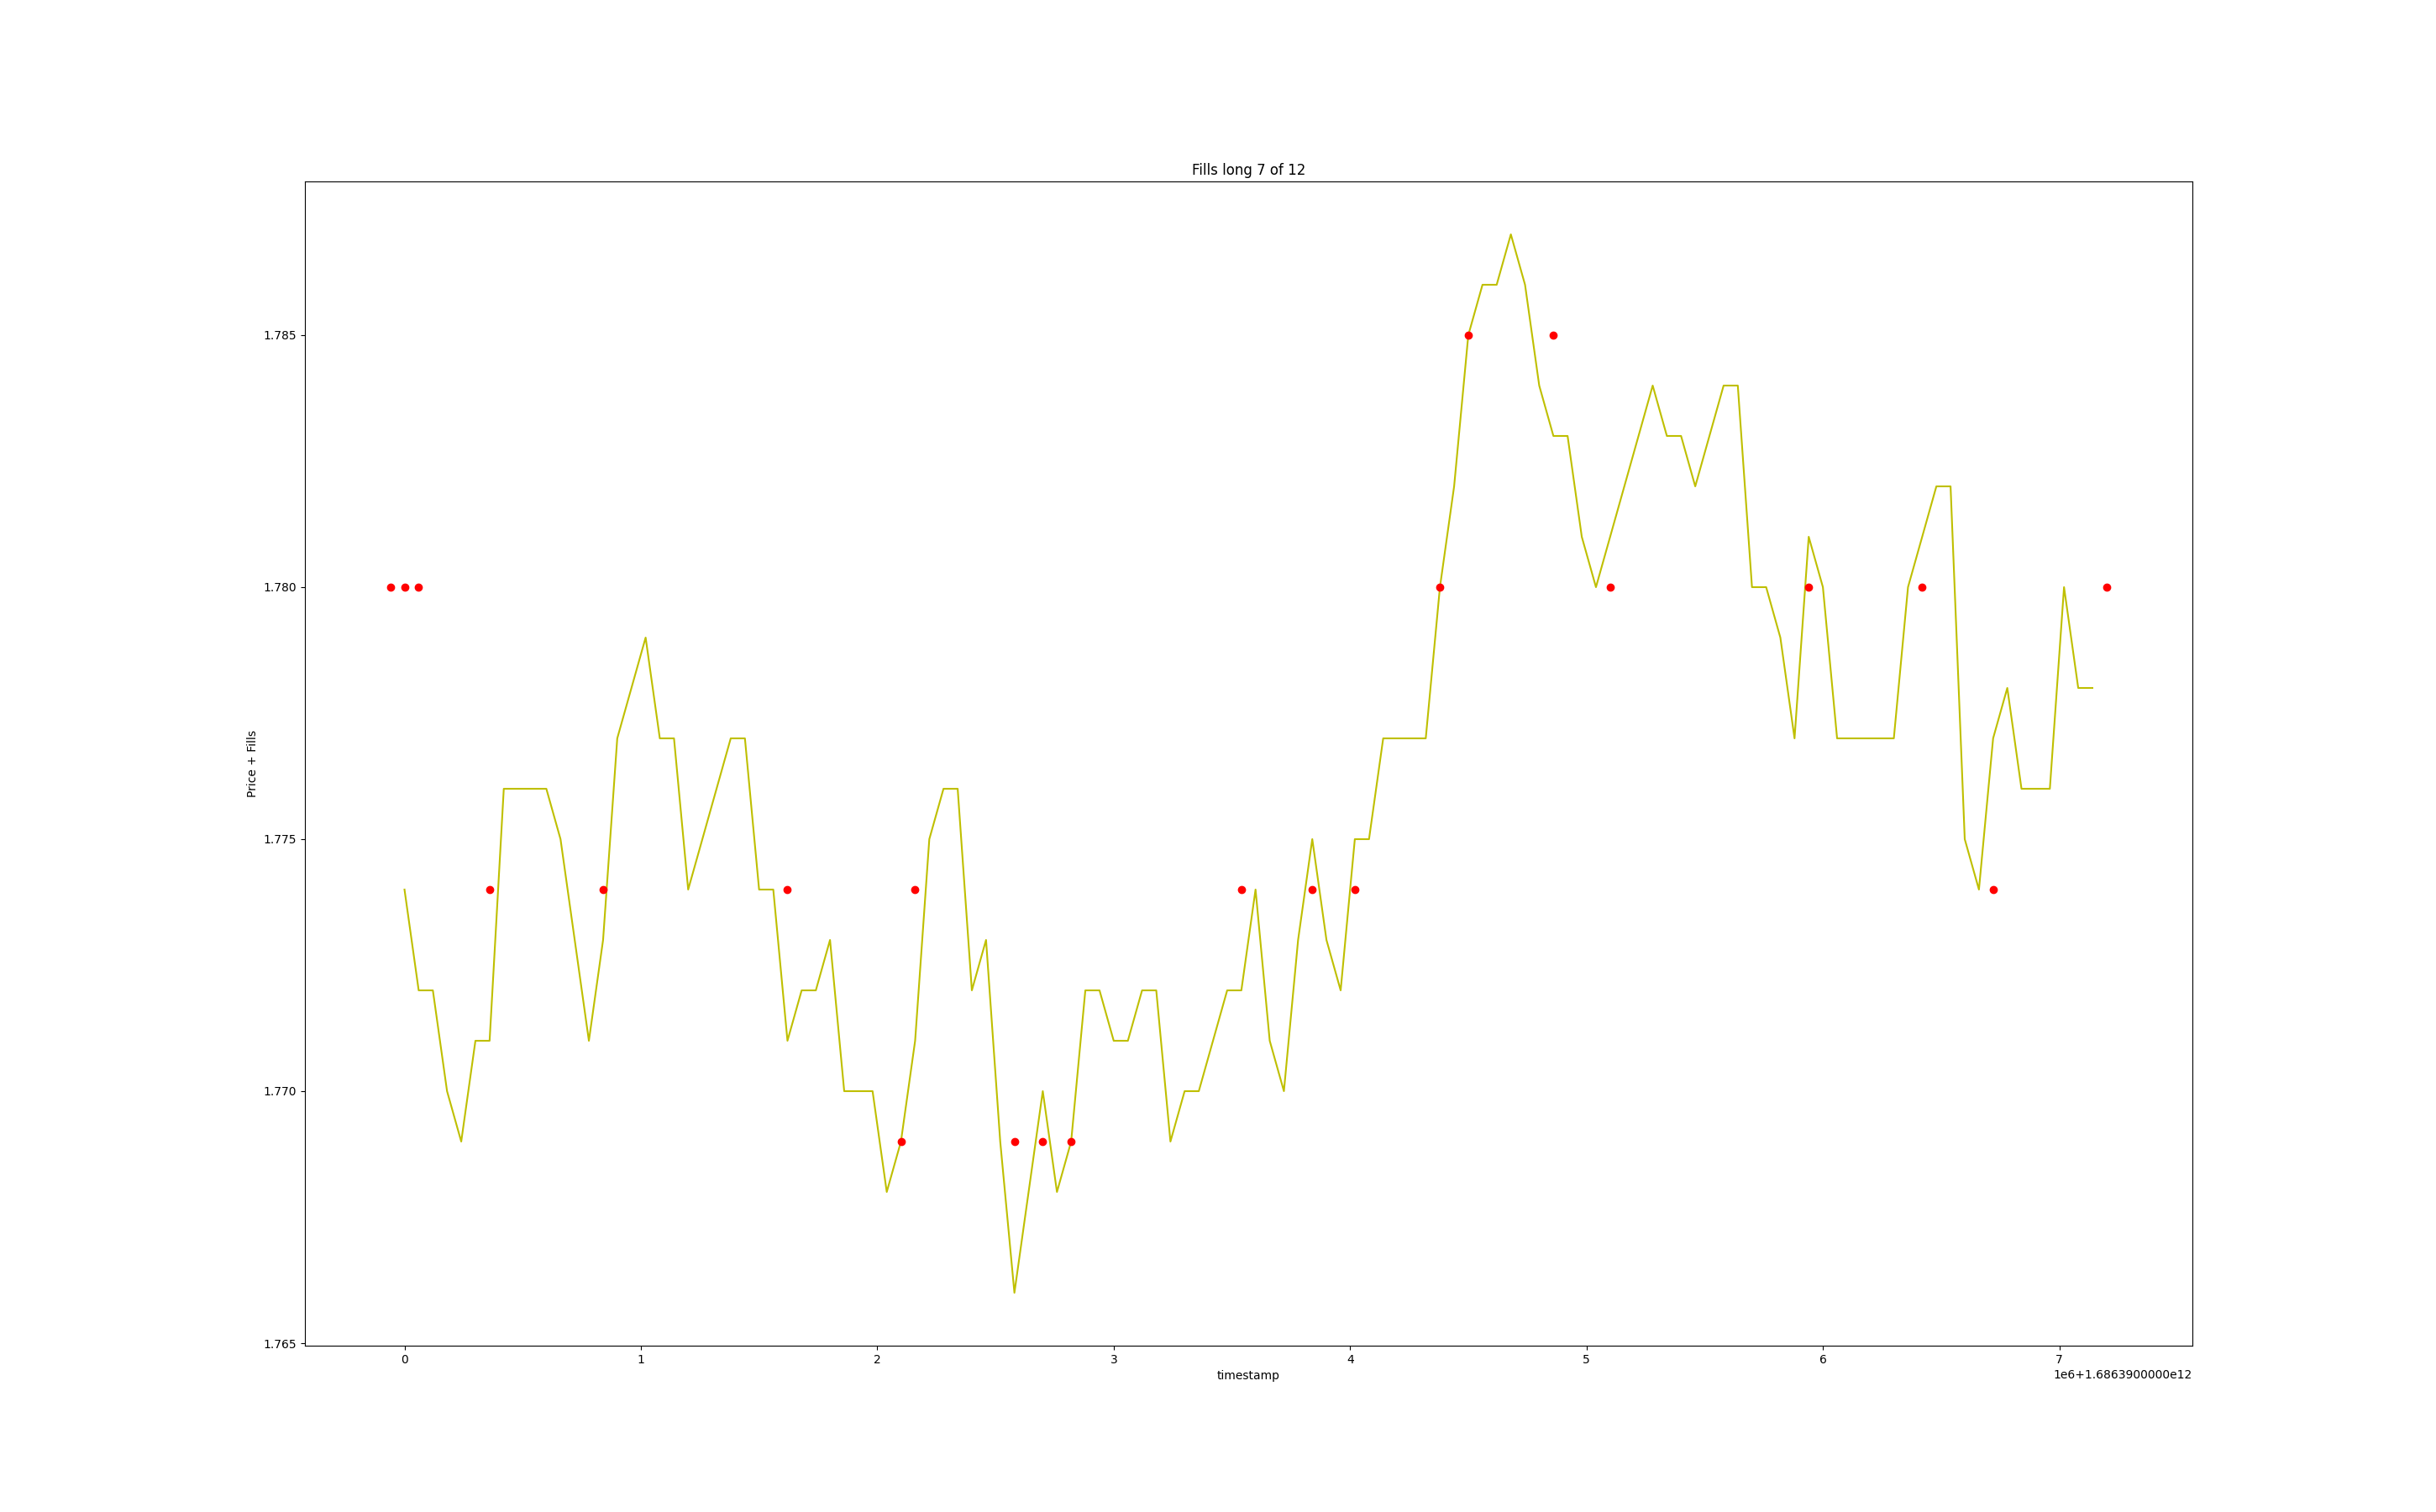 Fills long 7 of 12
Price + Fills
1.785
1.780
1.775
1.770
1.765
0 1 2 3 4 5 6 7
timestamp
1e6+1.6863900000e12